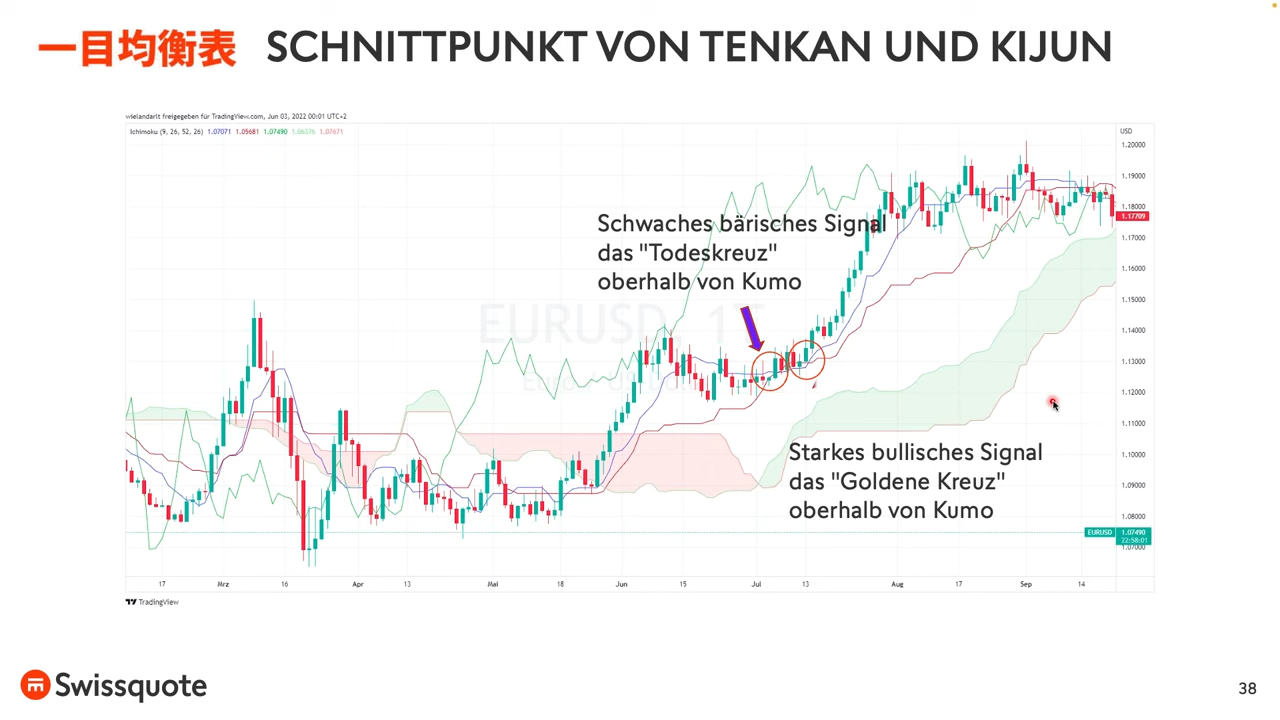 一目均衡表 SCHNITTPUNKT VON TENKAN UND KIJUN
wielandarlt freigegeben für TradingView.com, Jun 03, 2022 00:01 UTC+2
Ichimoku (9, 26, 52, 26) 1.07071 1.05681 1.07490 1.06376 1.07671
USD
1.20000
1.19000
1.18000
1.17709
1.17000
1.16000
1.15000
1.14000
1.13000
1.12000
1.11000
1.10000
1.09000
1.08000
EURUSD 1.07490
22:58:01
1.07000
Schwaches bärisches Signal
das "Todeskreuz"
oberhalb von Kumo
Starkes bullisches Signal
das "Goldene Kreuz"
oberhalb von Kumo
17 Mrz 16 Apr 13 Mai 18 Jun 15 Jul 13 Aug 17 Sep 14
TradingView
Swissquote
38